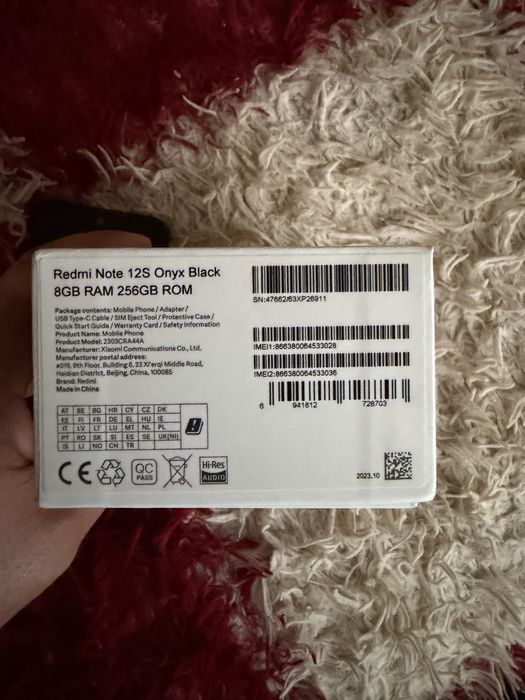 Redmi Note 12S Onyx Black
8GB RAM 256GB ROM
Package contents: Mobile Phone / Adapter /
USB Type-C Cable / SIM Eject Tool / Protective Case /
Quick Start Guide / Warranty Card / Safety Information
Product Name: Mobile Phone
Product Model: 2303CRA44A
Manufacturer: Xiaomi Communications Co., Ltd.
Manufacturer postal address:
#019, 9th Floor, Building 6, 33 Xi'erqi Middle Road,
Haidian District, Beijing, China, 100085
Brand: Redmi
Made in China
AT BE BG HR CY CZ DK
EE FI FR DE EL HU IE
IT LV LT LU MT NL PL
PT RO SK SI ES SE UK(NI)
IS LI NO CH TR
CE
QC
PASS
Hi-Res
AUDIO
SN:47662/63XP26911
IMEI1:866380064533028
IMEI2:866380064533036
6 941812 728703
2023.10